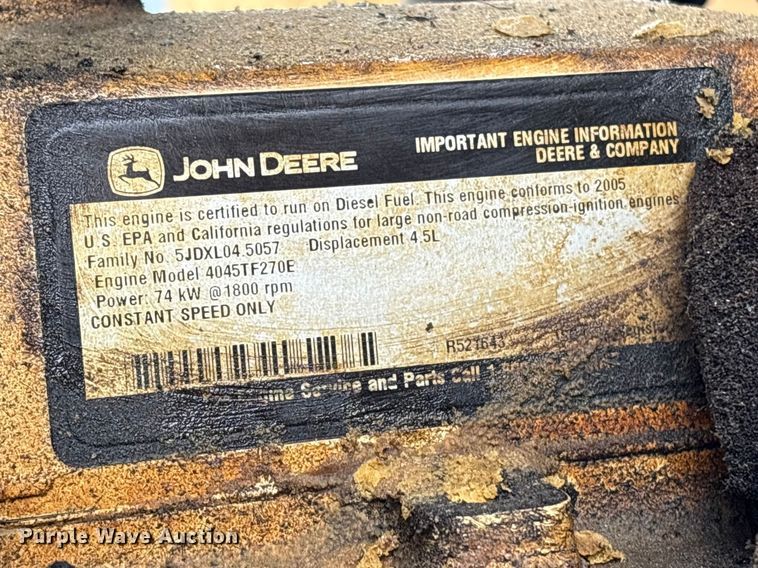 JOHN DEERE
IMPORTANT ENGINE INFORMATION
DEERE & COMPANY
This engine is certified to run on Diesel Fuel. This engine conforms to 2005
U.S. EPA and California regulations for large non-road compression-ignition engines
Family No. 5JDXL04.5057 Displacement 4.5L
Engine Model 4045TF270E
Power: 74 kW @1800 rpm
CONSTANT SPEED ONLY
Service and Parts Call
Purple Wave Auction